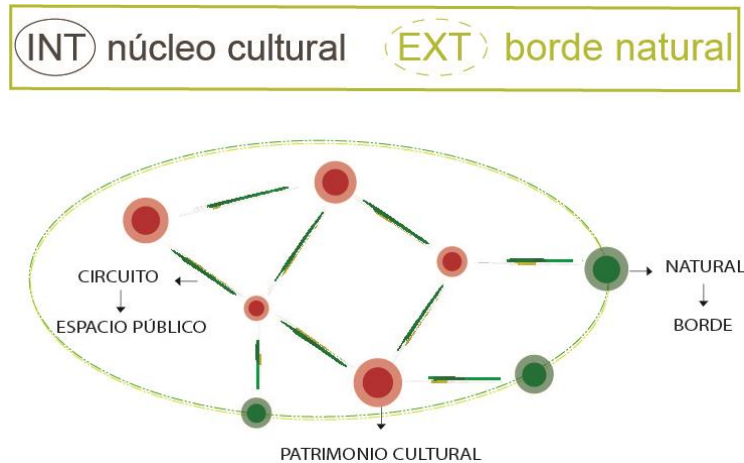 INT núcleo cultural EXT borde natural
CIRCUITO
ESPACIO PÚBLICO
NATURAL
BORDE
PATRIMONIO CULTURAL